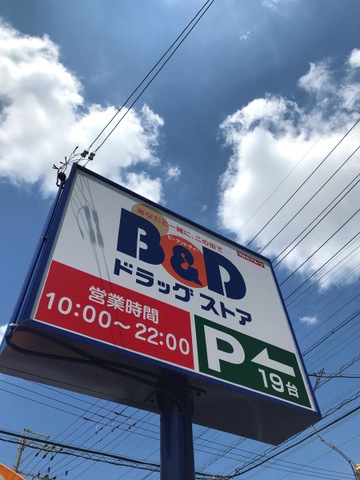 あなたと一緒に、この街で
B&D
ドラッグストア
営業時間
10:00〜22:00
P←
19台